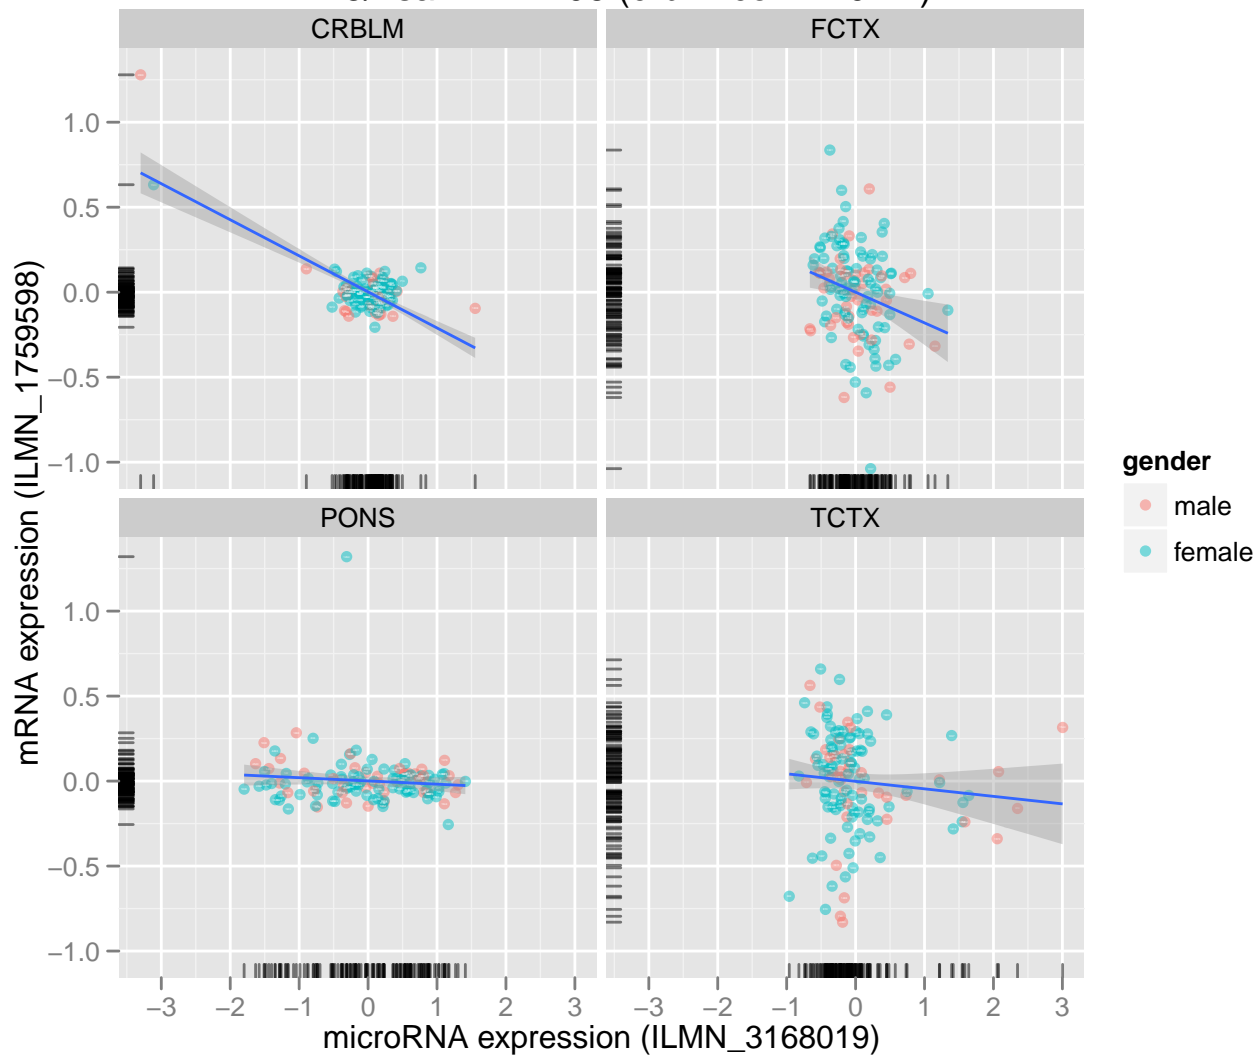 CRBLM
FCTX
1.0
0.5
0.0
−0.5
−1.0
PONS
TCTX
1.0
0.5
0.0
−0.5
−1.0
−3 −2 −1 0 1 2 3
−3 −2 −1 0 1 2 3
microRNA expression (ILMN_3168019)
mRNA expression (ILMN_1759598)
gender
male
female